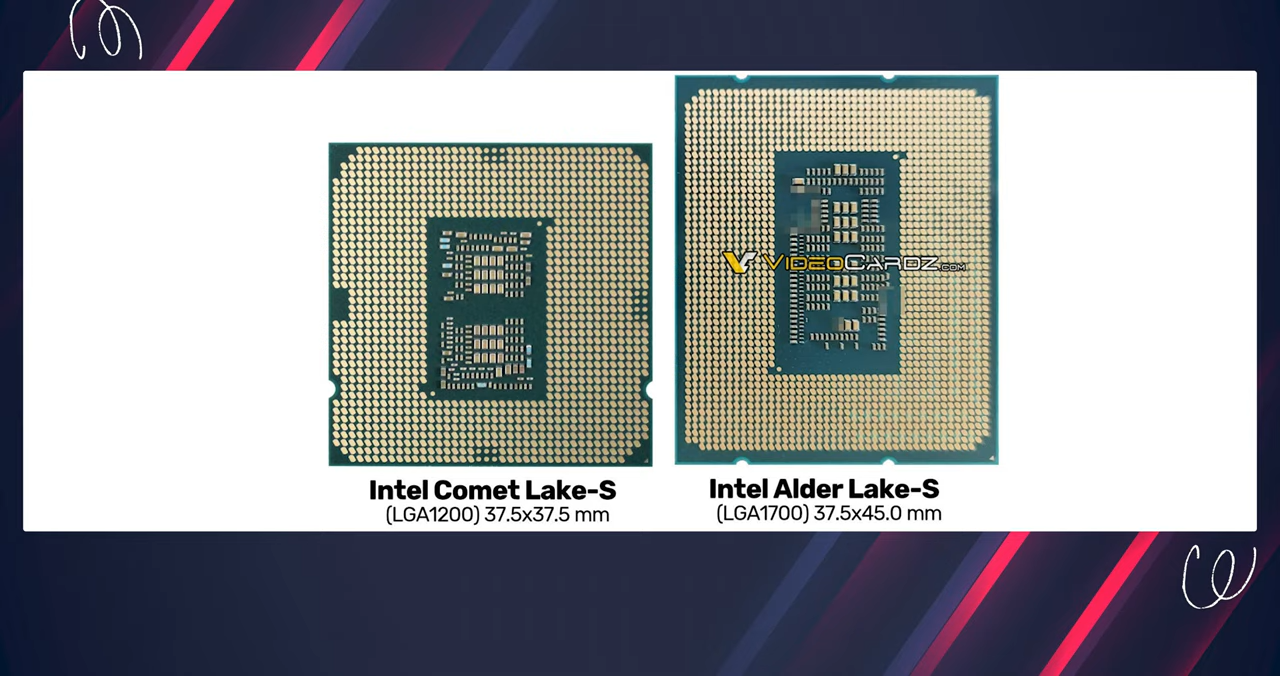 VIDEOCARDZ.COM
Intel Comet Lake-S
(LGA1200) 37.5x37.5 mm
Intel Alder Lake-S
(LGA1700) 37.5x45.0 mm